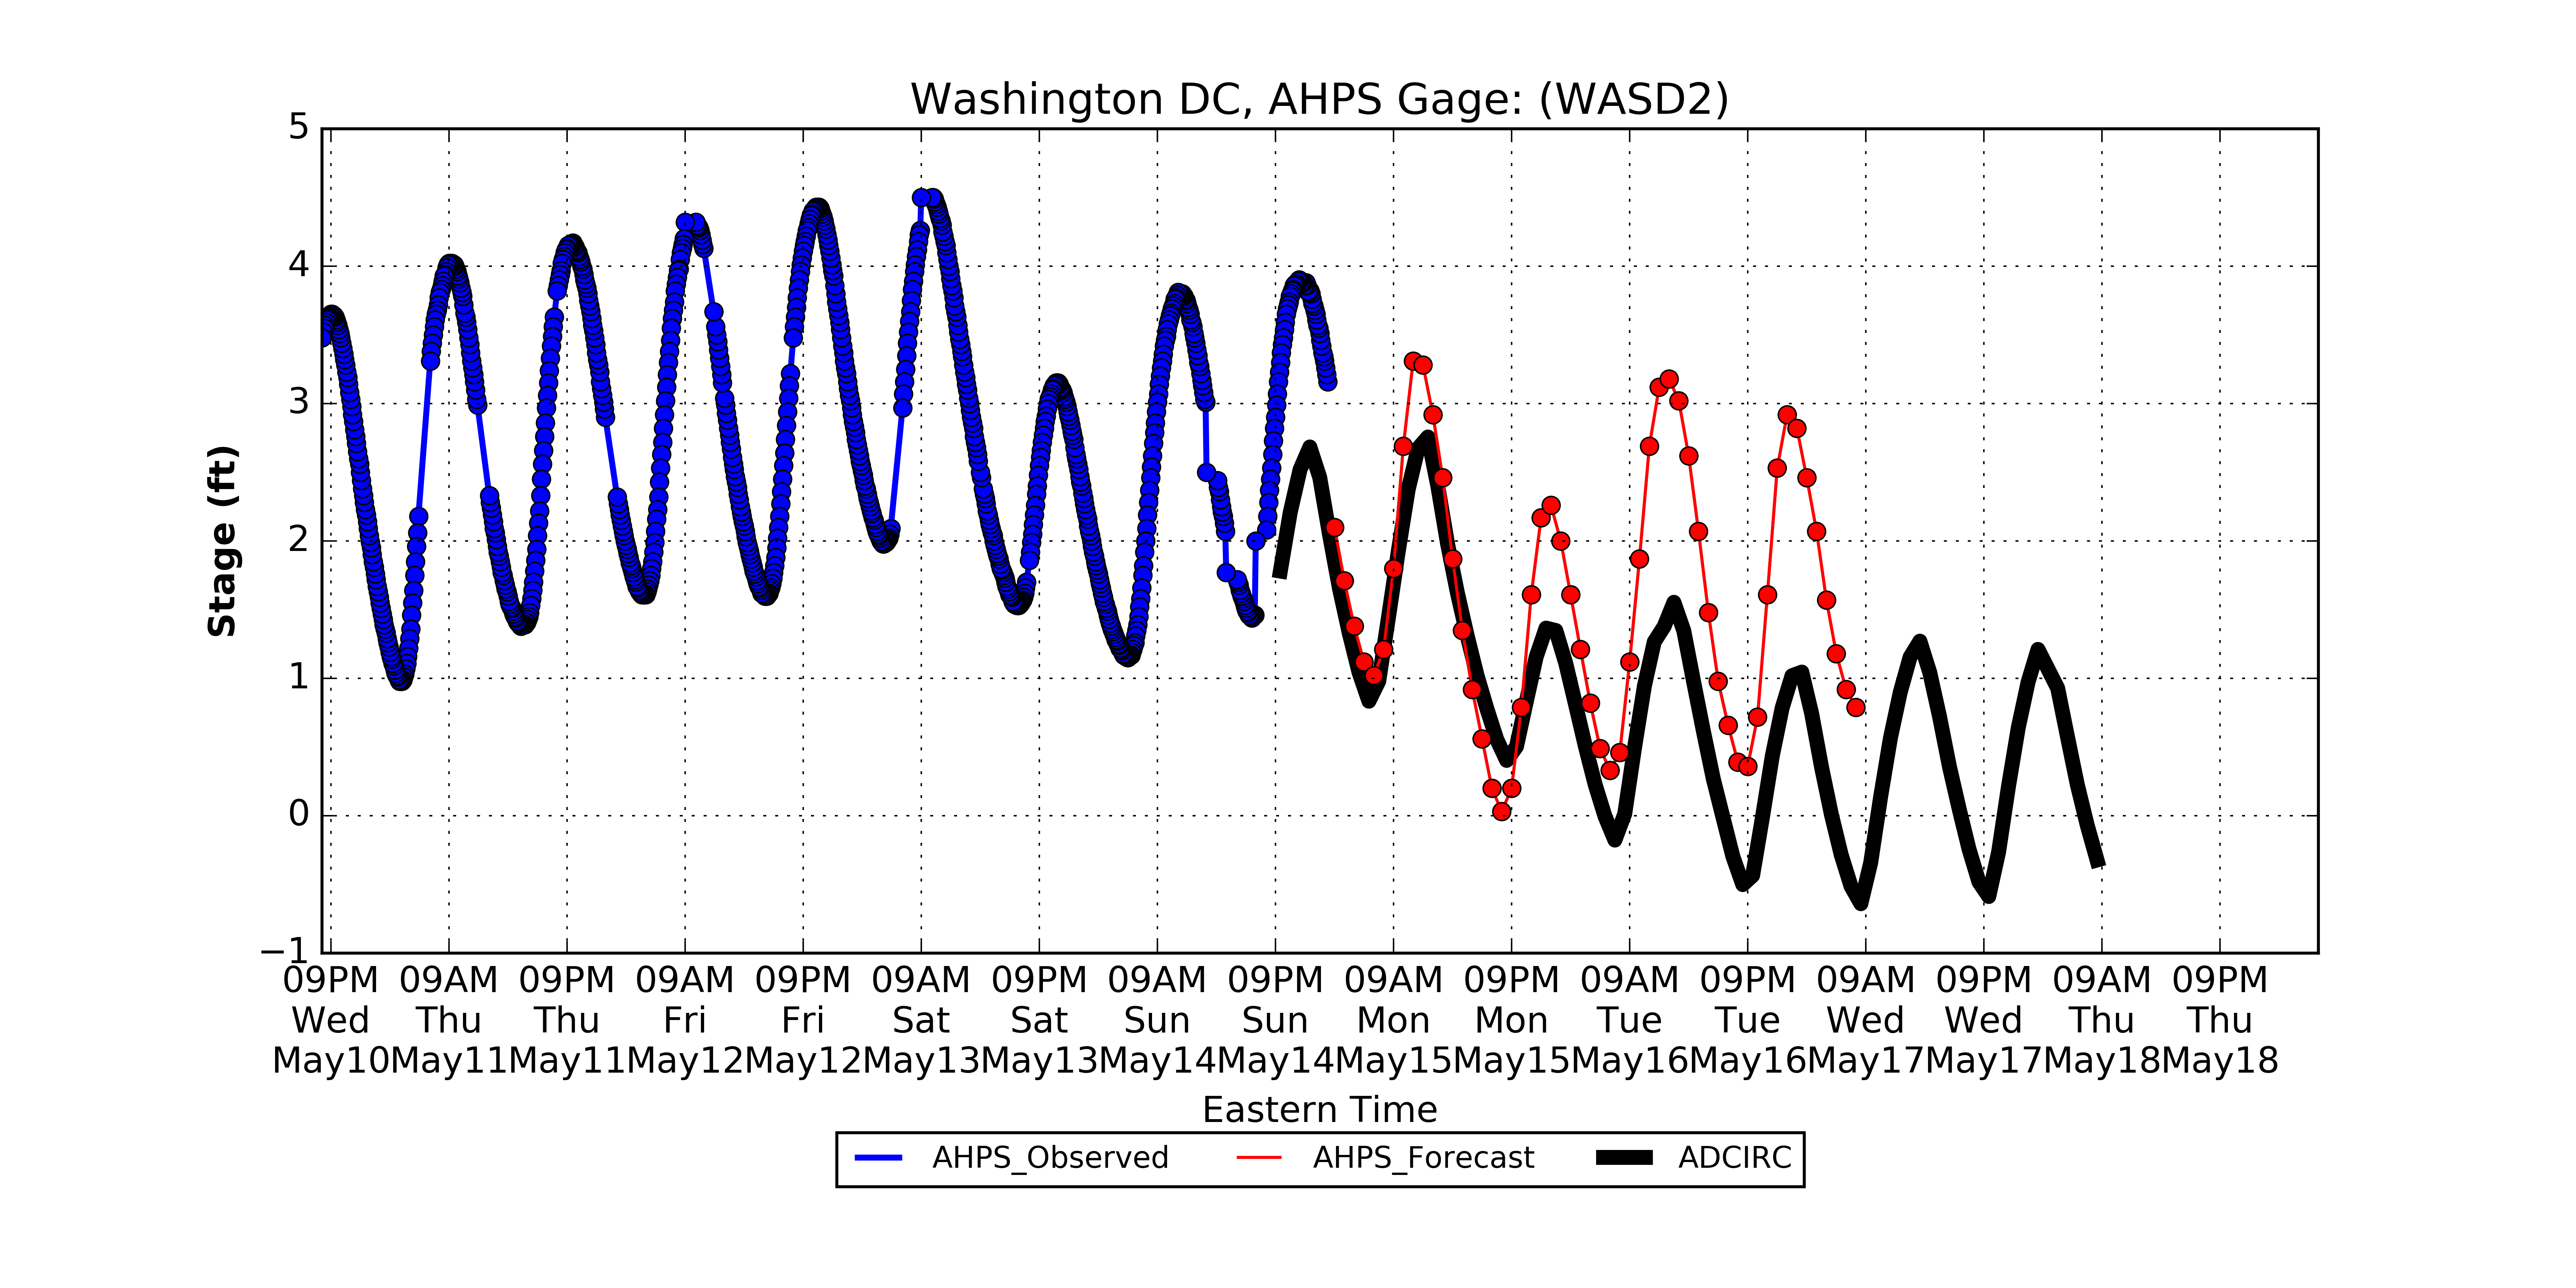 Washington DC, AHPS Gage: (WASD2)
5
4
3
2
1
0
−1
Stage (ft)
09PM 09AM 09PM 09AM 09PM 09AM 09PM 09AM 09PM 09AM 09PM 09AM 09PM 09AM 09PM 09AM 09PM
Wed Thu Thu Fri Fri Sat Sat Sun Sun Mon Mon Tue Tue Wed Wed Thu Thu
May10 May11 May11 May12 May12 May13 May13 May14 May14 May15 May15 May16 May16 May17 May17 May18 May18
Eastern Time
AHPS_Observed AHPS_Forecast ADCIRC